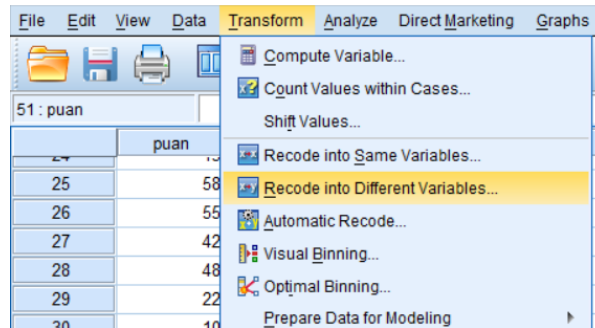 File Edit View Data Transform Analyze Direct Marketing Graphs
Compute Variable...
Count Values within Cases...
51 : puan
Shift Values...
puan
Recode into Same Variables...
25 58
Recode into Different Variables...
26 55
Automatic Recode...
27 42
Visual Binning...
28 48
Optimal Binning...
29 22
Prepare Data for Modeling